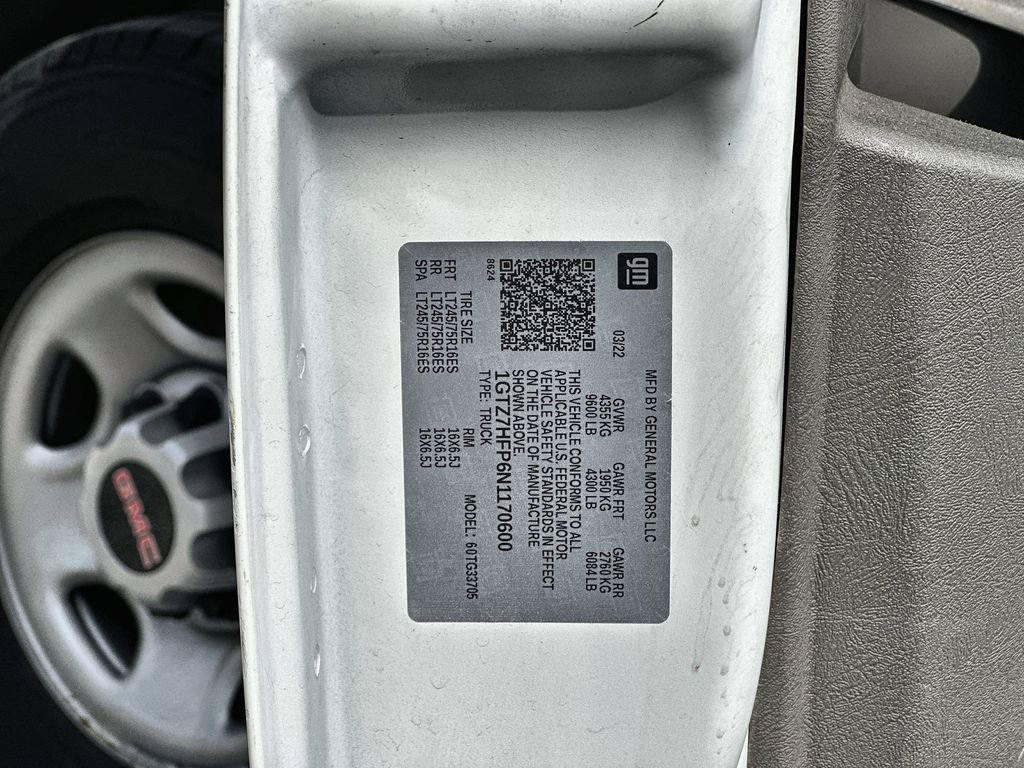 gm
MFD BY GENERAL MOTORS LLC
03/22
GVWR GAWR FRT GAWR RR
4355 KG 1950 KG 2760 KG
9600 LB 4300 LB 6084 LB
THIS VEHICLE CONFORMS TO ALL
APPLICABLE U.S. FEDERAL MOTOR
VEHICLE SAFETY STANDARDS IN EFFECT
ON THE DATE OF MANUFACTURE
SHOWN ABOVE.
1GTZ7HFP6N1170600
8624
TYPE: TRUCK MODEL: 60TG33705
TIRE SIZE RIM
FRT LT245/75R16ES 16X6.5J
RR LT245/75R16ES 16X6.5J
SPA LT245/75R16ES 16X6.5J
GMC